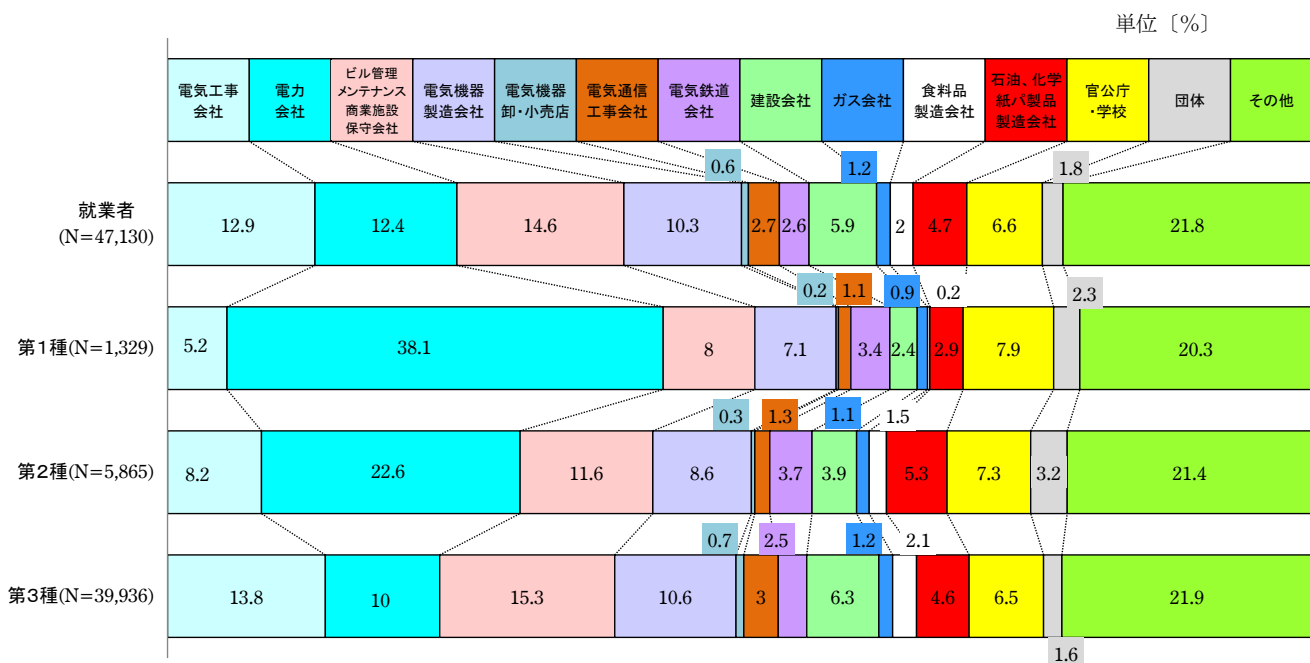 単位〔%〕
電気工事
会社
電力
会社
ビル管理
メンテナンス
商業施設
保守会社
電気機器
製造会社
電気機器
卸・小売店
電気通信
工事会社
電気鉄道
会社
建設会社
ガス会社
食料品
製造会社
石油、化学
紙パ製品
製造会社
官公庁
・学校
団体
その他
0.6
1.2
1.8
就業者
(N=47,130)
12.9
12.4
14.6
10.3
2.7
2.6
5.9
2
4.7
6.6
21.8
0.2
1.1
0.9
0.2
2.3
第1種(N=1,329)
5.2
38.1
8
7.1
3.4
2.4
2.9
7.9
20.3
0.3
1.3
1.1
1.5
第2種(N=5,865)
8.2
22.6
11.6
8.6
3.7
3.9
5.3
7.3
3.2
21.4
0.7
2.5
1.2
2.1
第3種(N=39,936)
13.8
10
15.3
10.6
3
6.3
4.6
6.5
21.9
1.6